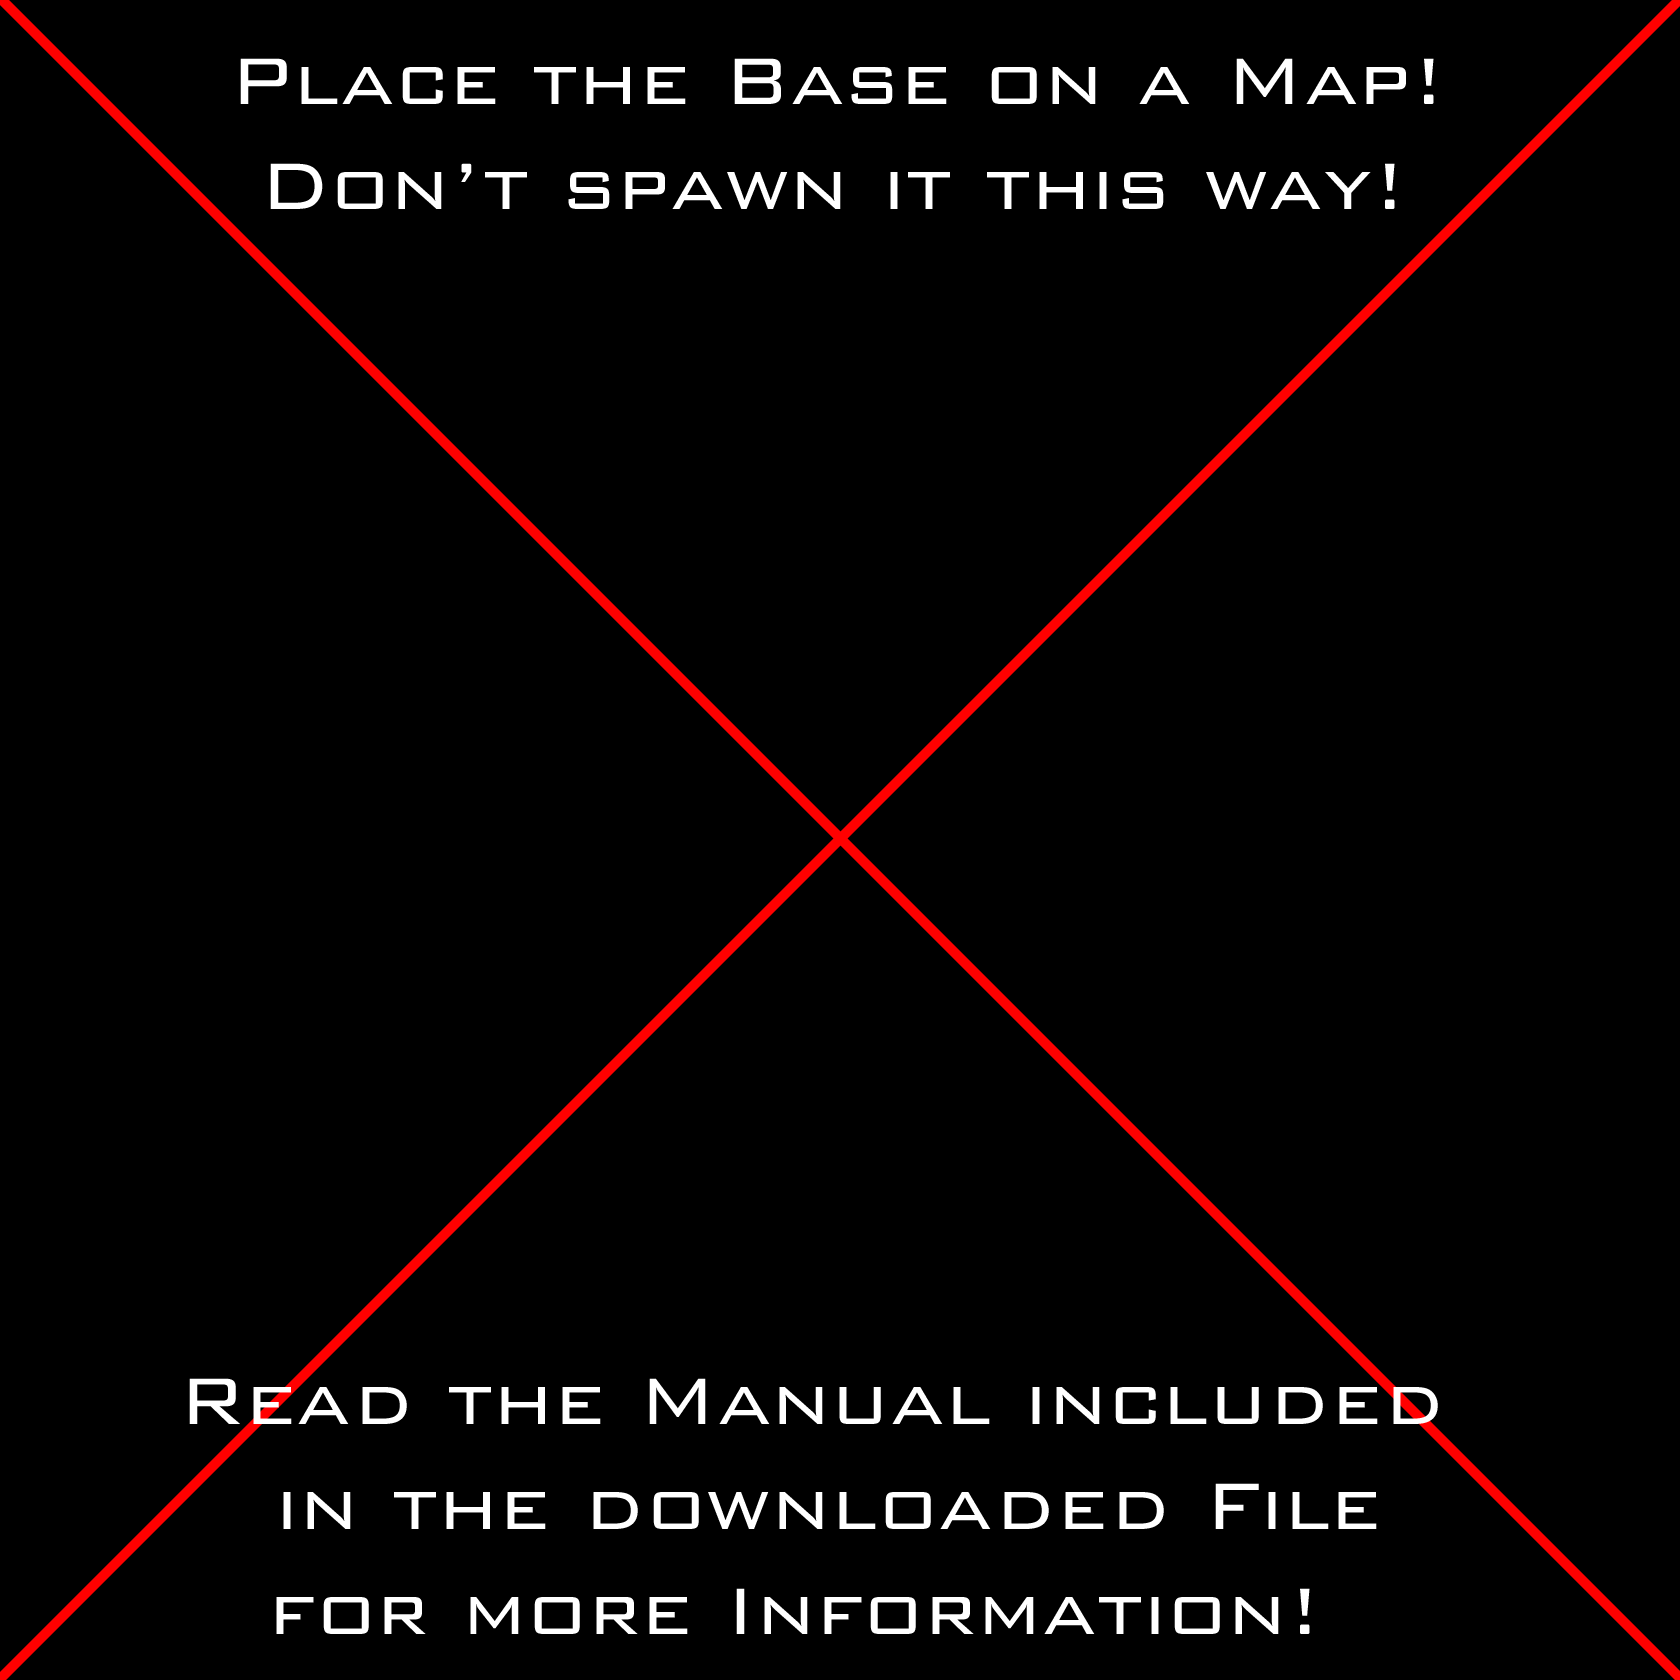 Place the Base on a Map!
Don't spawn it this way!
Read the Manual included
in the downloaded File
for more Information!